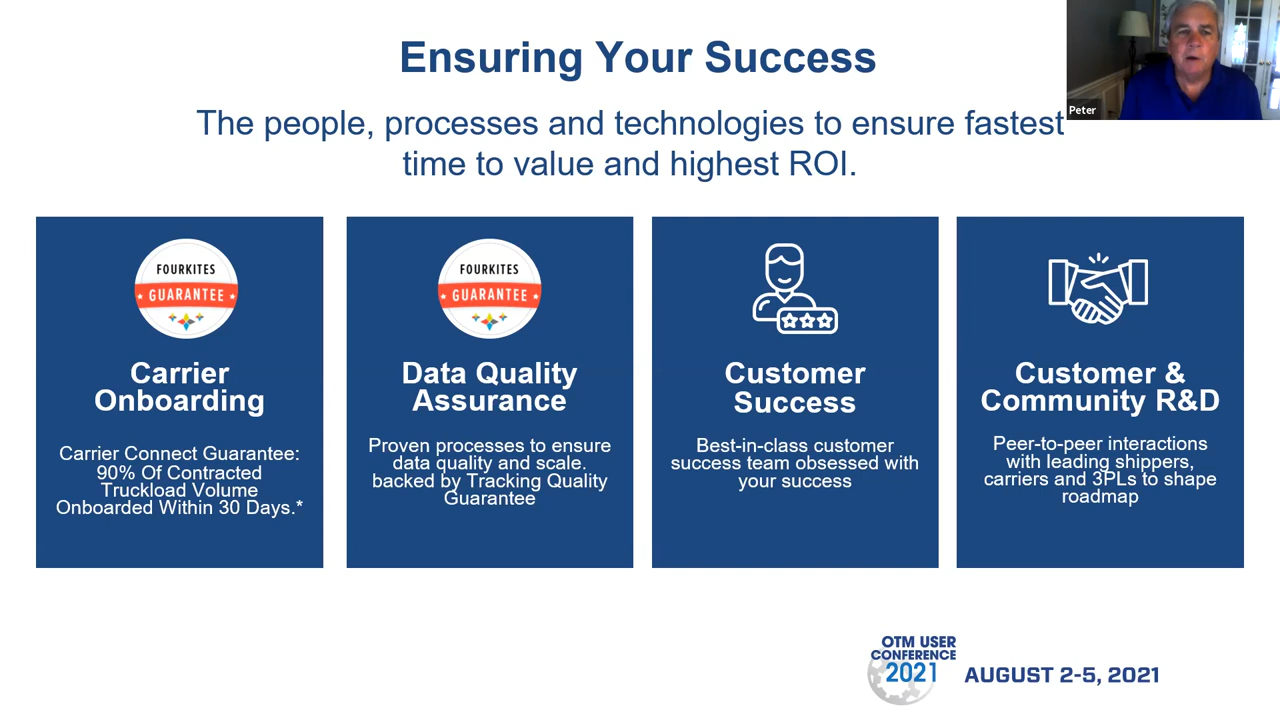 Ensuring Your Success
Peter
The people, processes and technologies to ensure fastest
time to value and highest ROI.
FOURKITES
GUARANTEE
Carrier
Onboarding
Carrier Connect Guarantee:
90% Of Contracted
Truckload Volume
Onboarded Within 30 Days.*
FOURKITES
GUARANTEE
Data Quality
Assurance
Proven processes to ensure
data quality and scale.
backed by Tracking Quality
Guarantee
Customer
Success
Best-in-class customer
success team obsessed with
your success
Customer &
Community R&D
Peer-to-peer interactions
with leading shippers,
carriers and 3PLs to shape
roadmap
OTM USER
CONFERENCE
2021
AUGUST 2-5, 2021